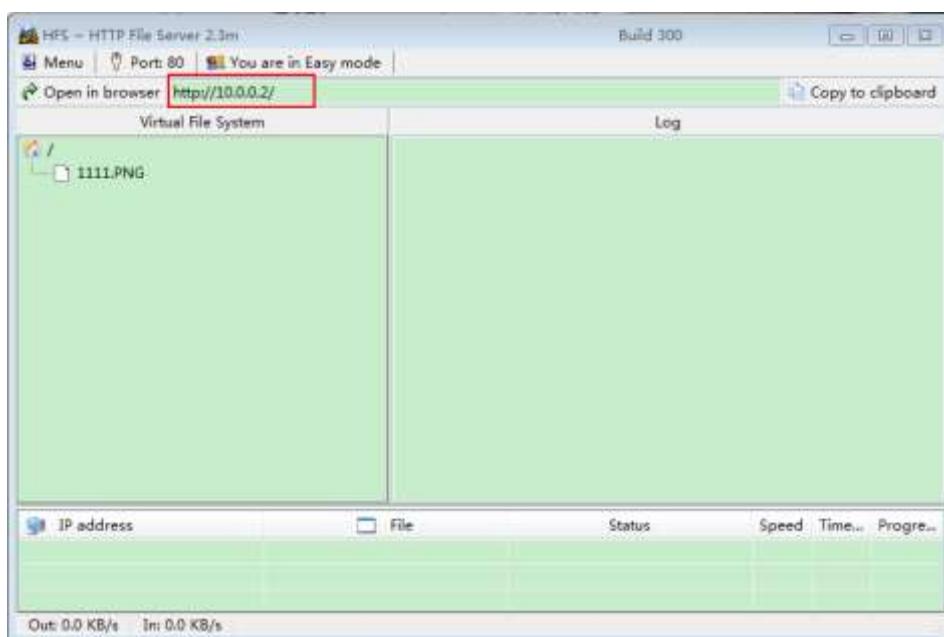 HFS ~ HTTP File Server 2.3m Build 300
Menu Port: 80 You are in Easy mode
Open in browser http://10.0.0.2/ Copy to clipboard
Virtual File System Log
/
1111.PNG
IP address File Status Speed Time... Progre...
Out: 0.0 KB/s In: 0.0 KB/s